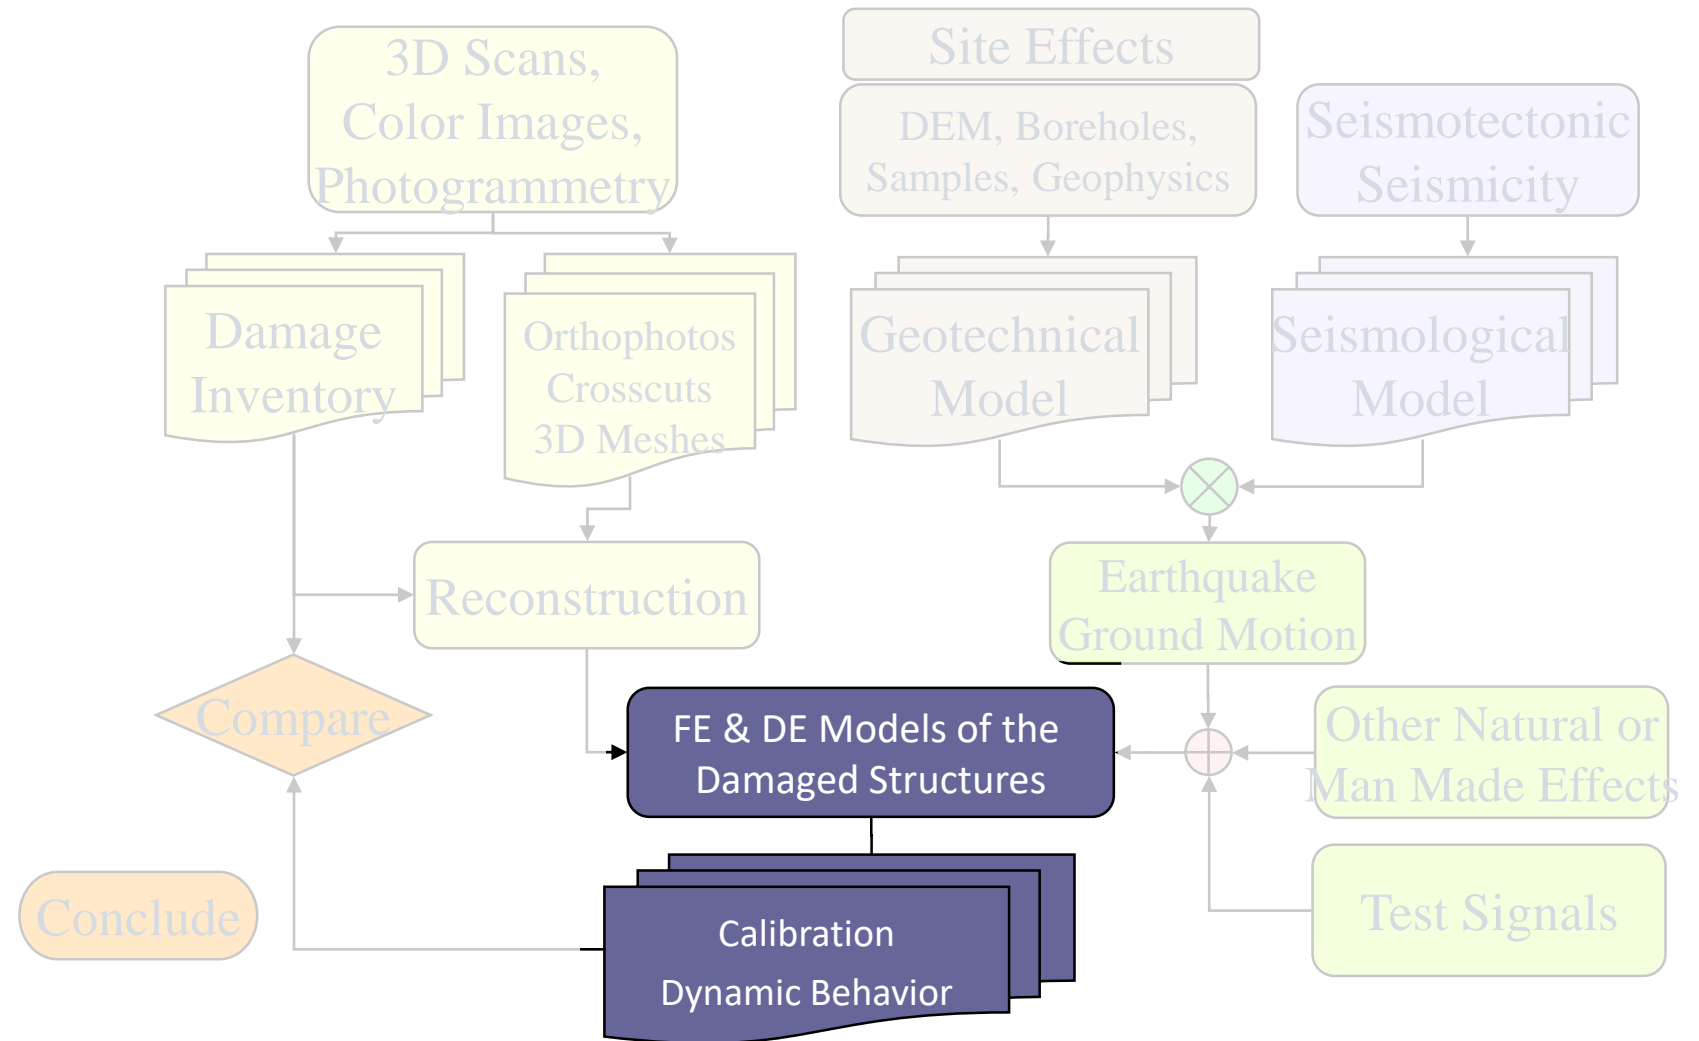 3D Scans,
Color Images,
Photogrammetry
Site Effects
DEM, Boreholes,
Samples, Geophysics
Seismotectonic
Seismicity
Damage
Inventory
Orthophotos
Crosscuts
3D Meshes
Geotechnical
Model
Seismological
Model
Reconstruction
Earthquake
Ground Motion
Compare
FE & DE Models of the
Damaged Structures
Other Natural or
Man Made Effects
Conclude
Calibration
Dynamic Behavior
Test Signals